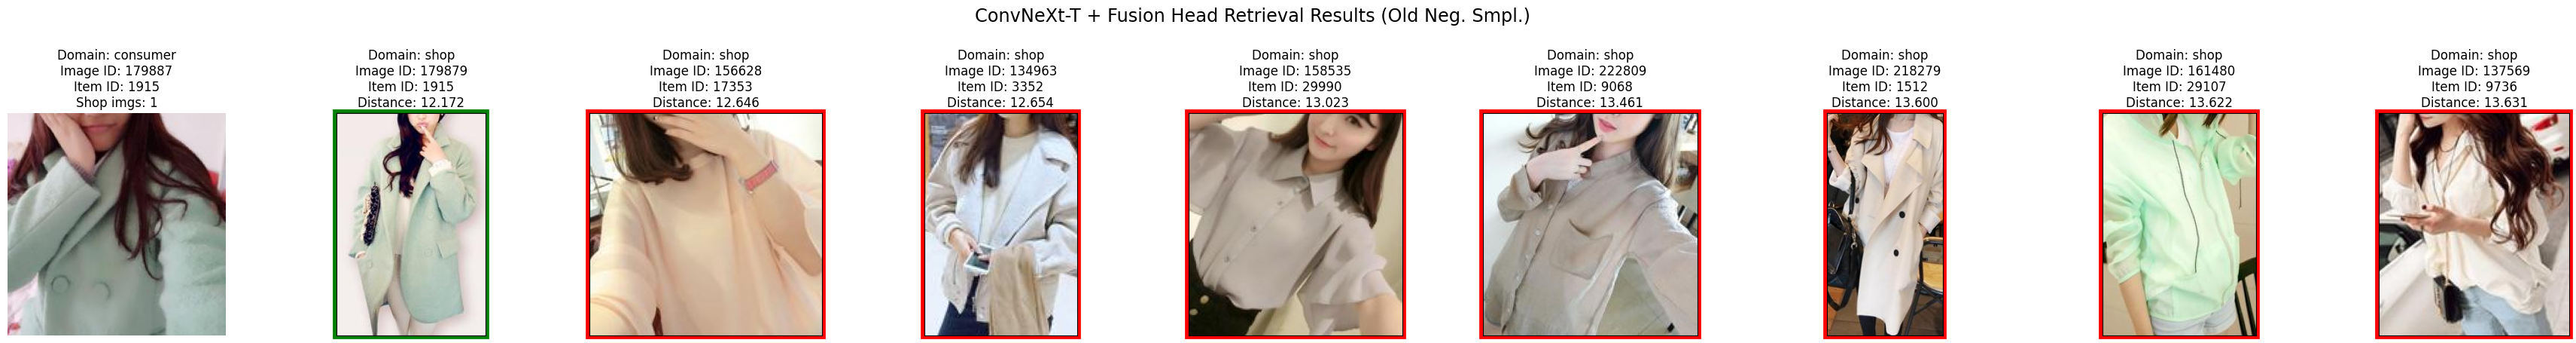 ConvNeXt-T + Fusion Head Retrieval Results (Old Neg. Smpl.)
Domain: consumer
Image ID: 179887
Item ID: 1915
Shop imgs: 1
Domain: shop
Image ID: 179879
Item ID: 1915
Distance: 12.172
Domain: shop
Image ID: 156628
Item ID: 17353
Distance: 12.646
Domain: shop
Image ID: 134963
Item ID: 3352
Distance: 12.654
Domain: shop
Image ID: 158535
Item ID: 29990
Distance: 13.023
Domain: shop
Image ID: 222809
Item ID: 9068
Distance: 13.461
Domain: shop
Image ID: 218279
Item ID: 1512
Distance: 13.600
Domain: shop
Image ID: 161480
Item ID: 29107
Distance: 13.622
Domain: shop
Image ID: 137569
Item ID: 9736
Distance: 13.631